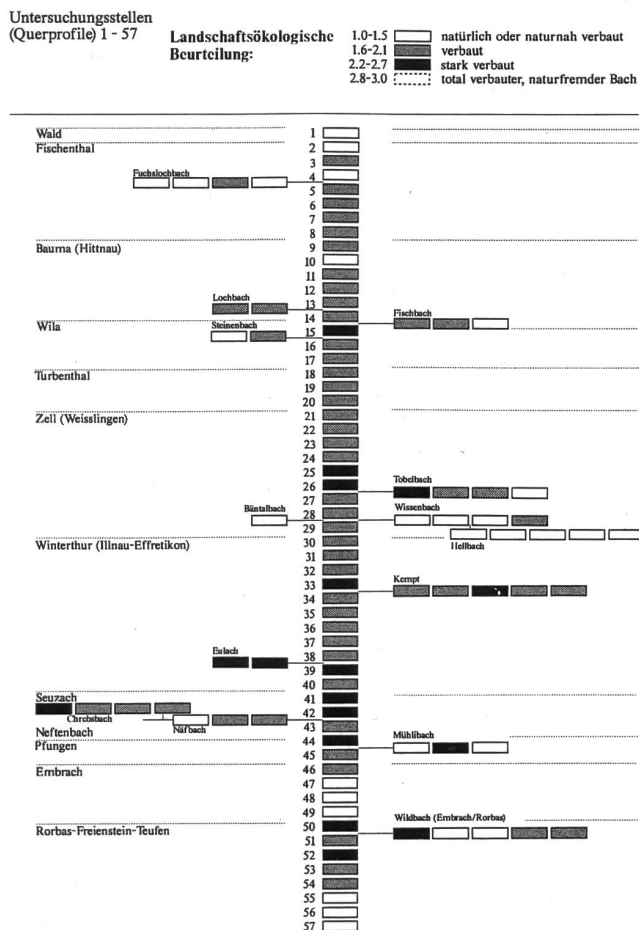 Untersuchungsstellen
(Querprofile) 1 - 57
Landschaftsökologische
Beurteilung:
1.0-1.5 natürlich oder naturnah verbaut
1.6-2.1 verbaut
2.2-2.7 stark verbaut
2.8-3.0 total verbauter, naturfremder Bach
Wald 1
Fischenthal 2
3
Fuchslochbach 4
5
6
7
8
Bauma (Hittnau) 9
10
11
12
Lochbach 13
14 Fischbach
Wila Steinenbach 15
16
17
Turbenthal 18
19
20
Zell (Weisslingen) 21
22
23
24
25
26 Tobelbach
27
Bäntalbach 28 Wissenbach
29
Winterthur (Illnau-Effretikon) 30 Hellbach
31
32
33 Kempt
34
35
36
37
Eulach 38
39
40
Seuzach 41
42
Chrebsbach Näfbach 43
Neftenbach
Pfungen 44 Mühlibach
45
Embrach 46
47
48
49
50 Wildbach (Embrach/Rorbas)
Rorbas-Freienstein-Teufen 51
52
53
54
55
56
57